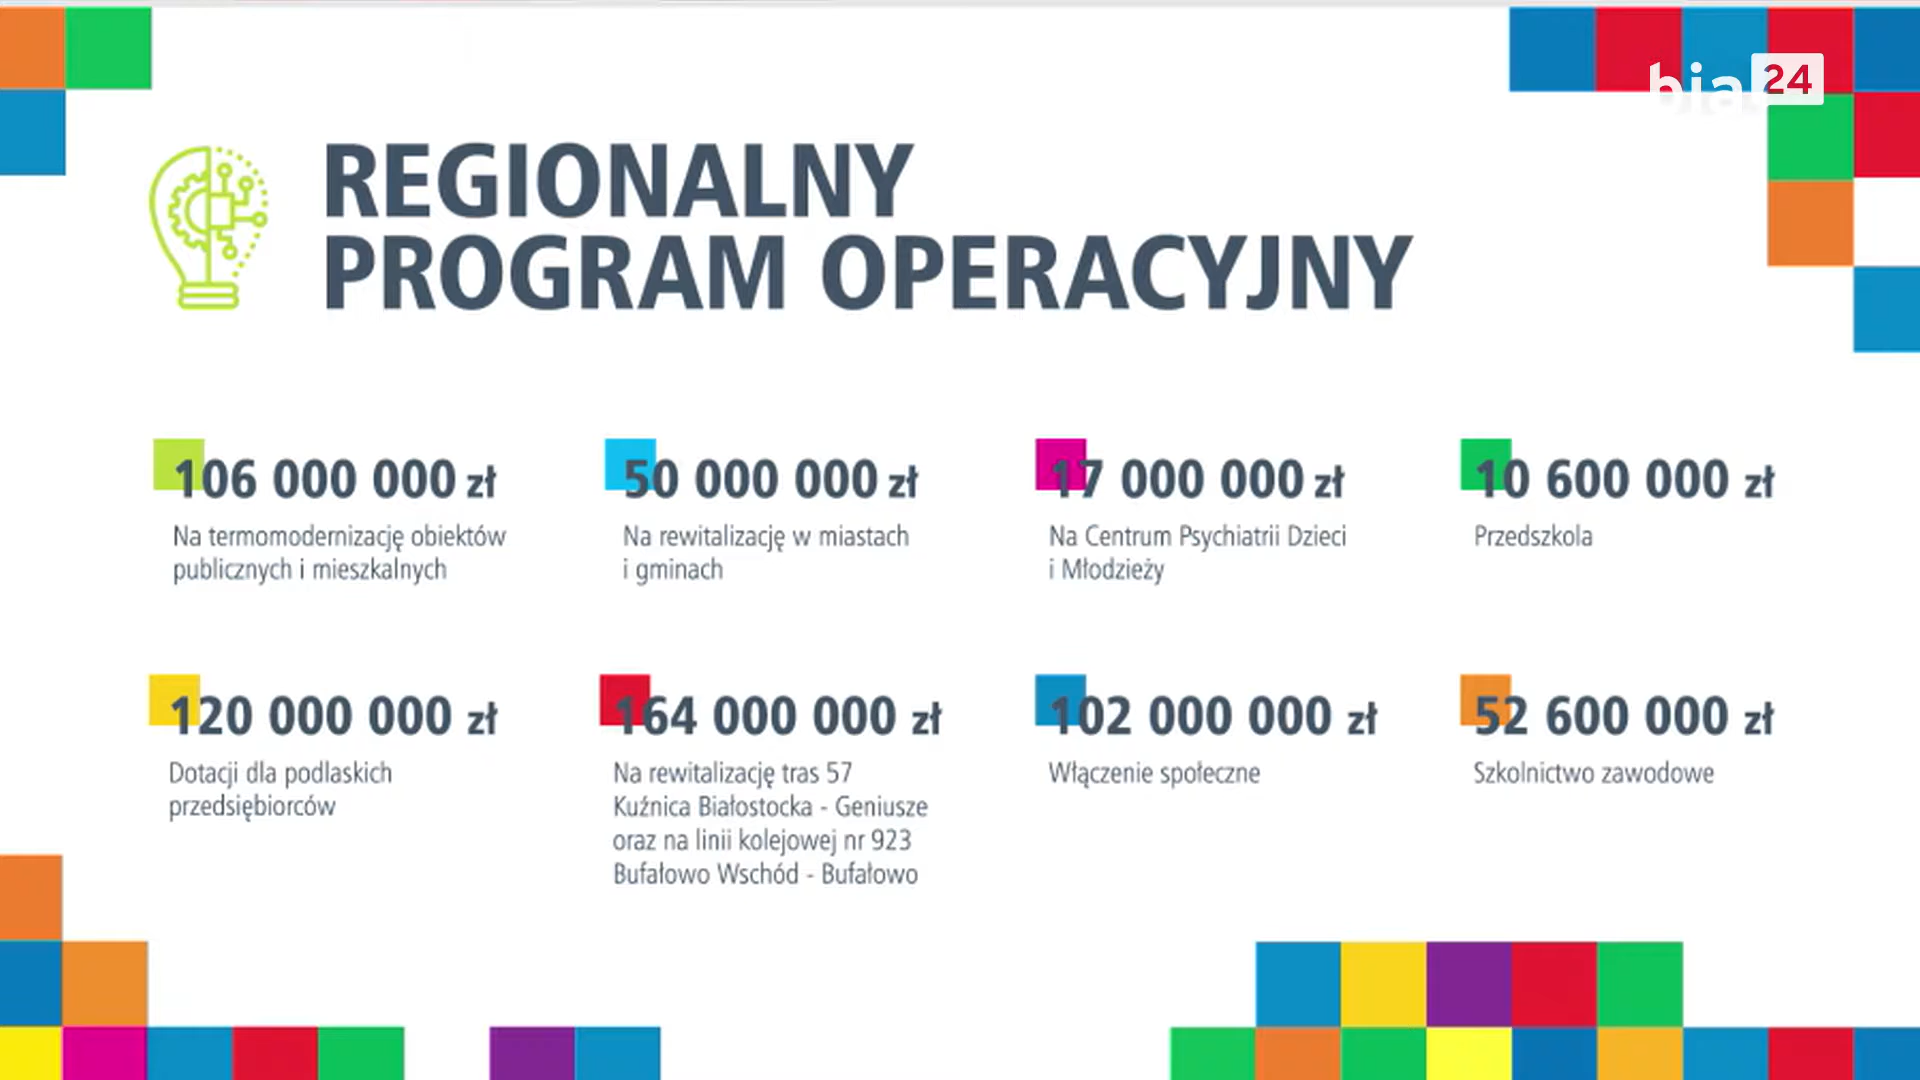 bia 24
REGIONALNY
PROGRAM OPERACYJNY
106 000 000 zł
Na termomodernizację obiektów
publicznych i mieszkalnych
50 000 000 zł
Na rewitalizację w miastach
i gminach
17 000 000 zł
Na Centrum Psychiatrii Dzieci
i Młodzieży
10 600 000 zł
Przedszkola
120 000 000 zł
Dotacji dla podlaskich
przedsiębiorców
164 000 000 zł
Na rewitalizację tras 57
Kuźnica Białostocka - Geniusze
oraz na linii kolejowej nr 923
Bufałowo Wschód - Bufałowo
102 000 000 zł
Włączenie społeczne
52 600 000 zł
Szkolnictwo zawodowe